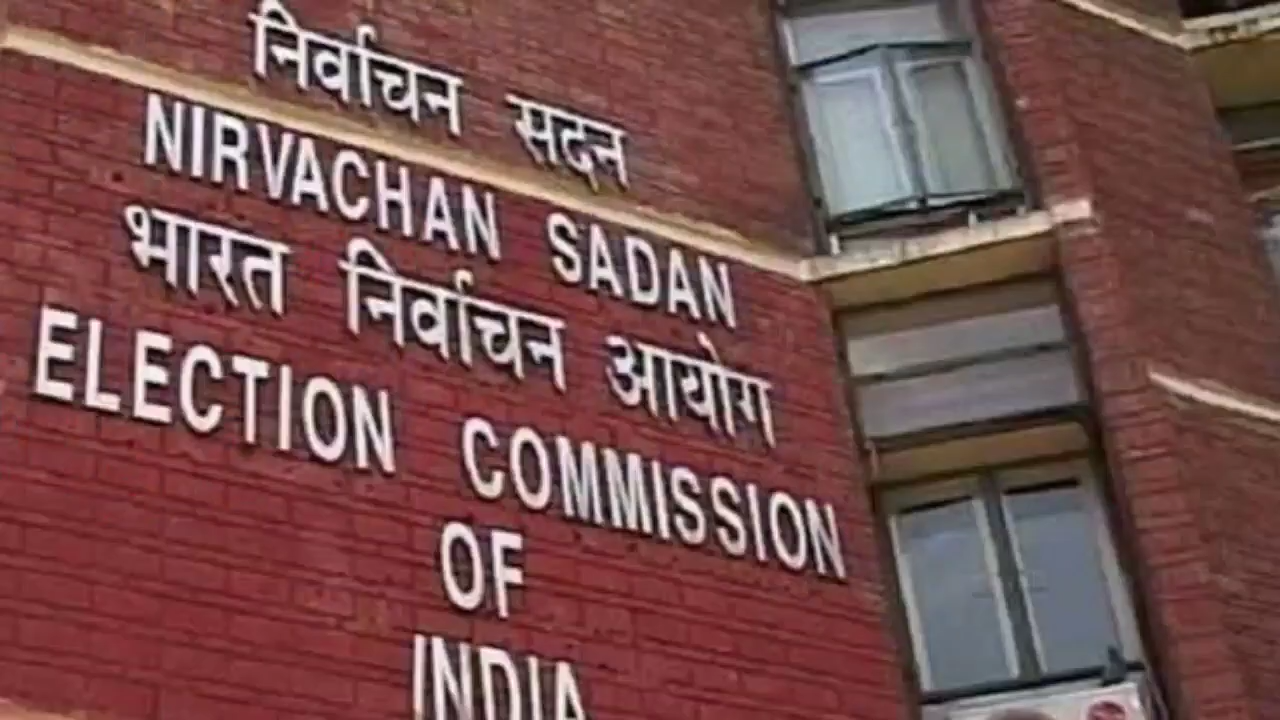 निर्वाचन सदन
NIRVACHAN SADAN
भारत निर्वाचन आयोग
ELECTION COMMISSION
OF
INDIA